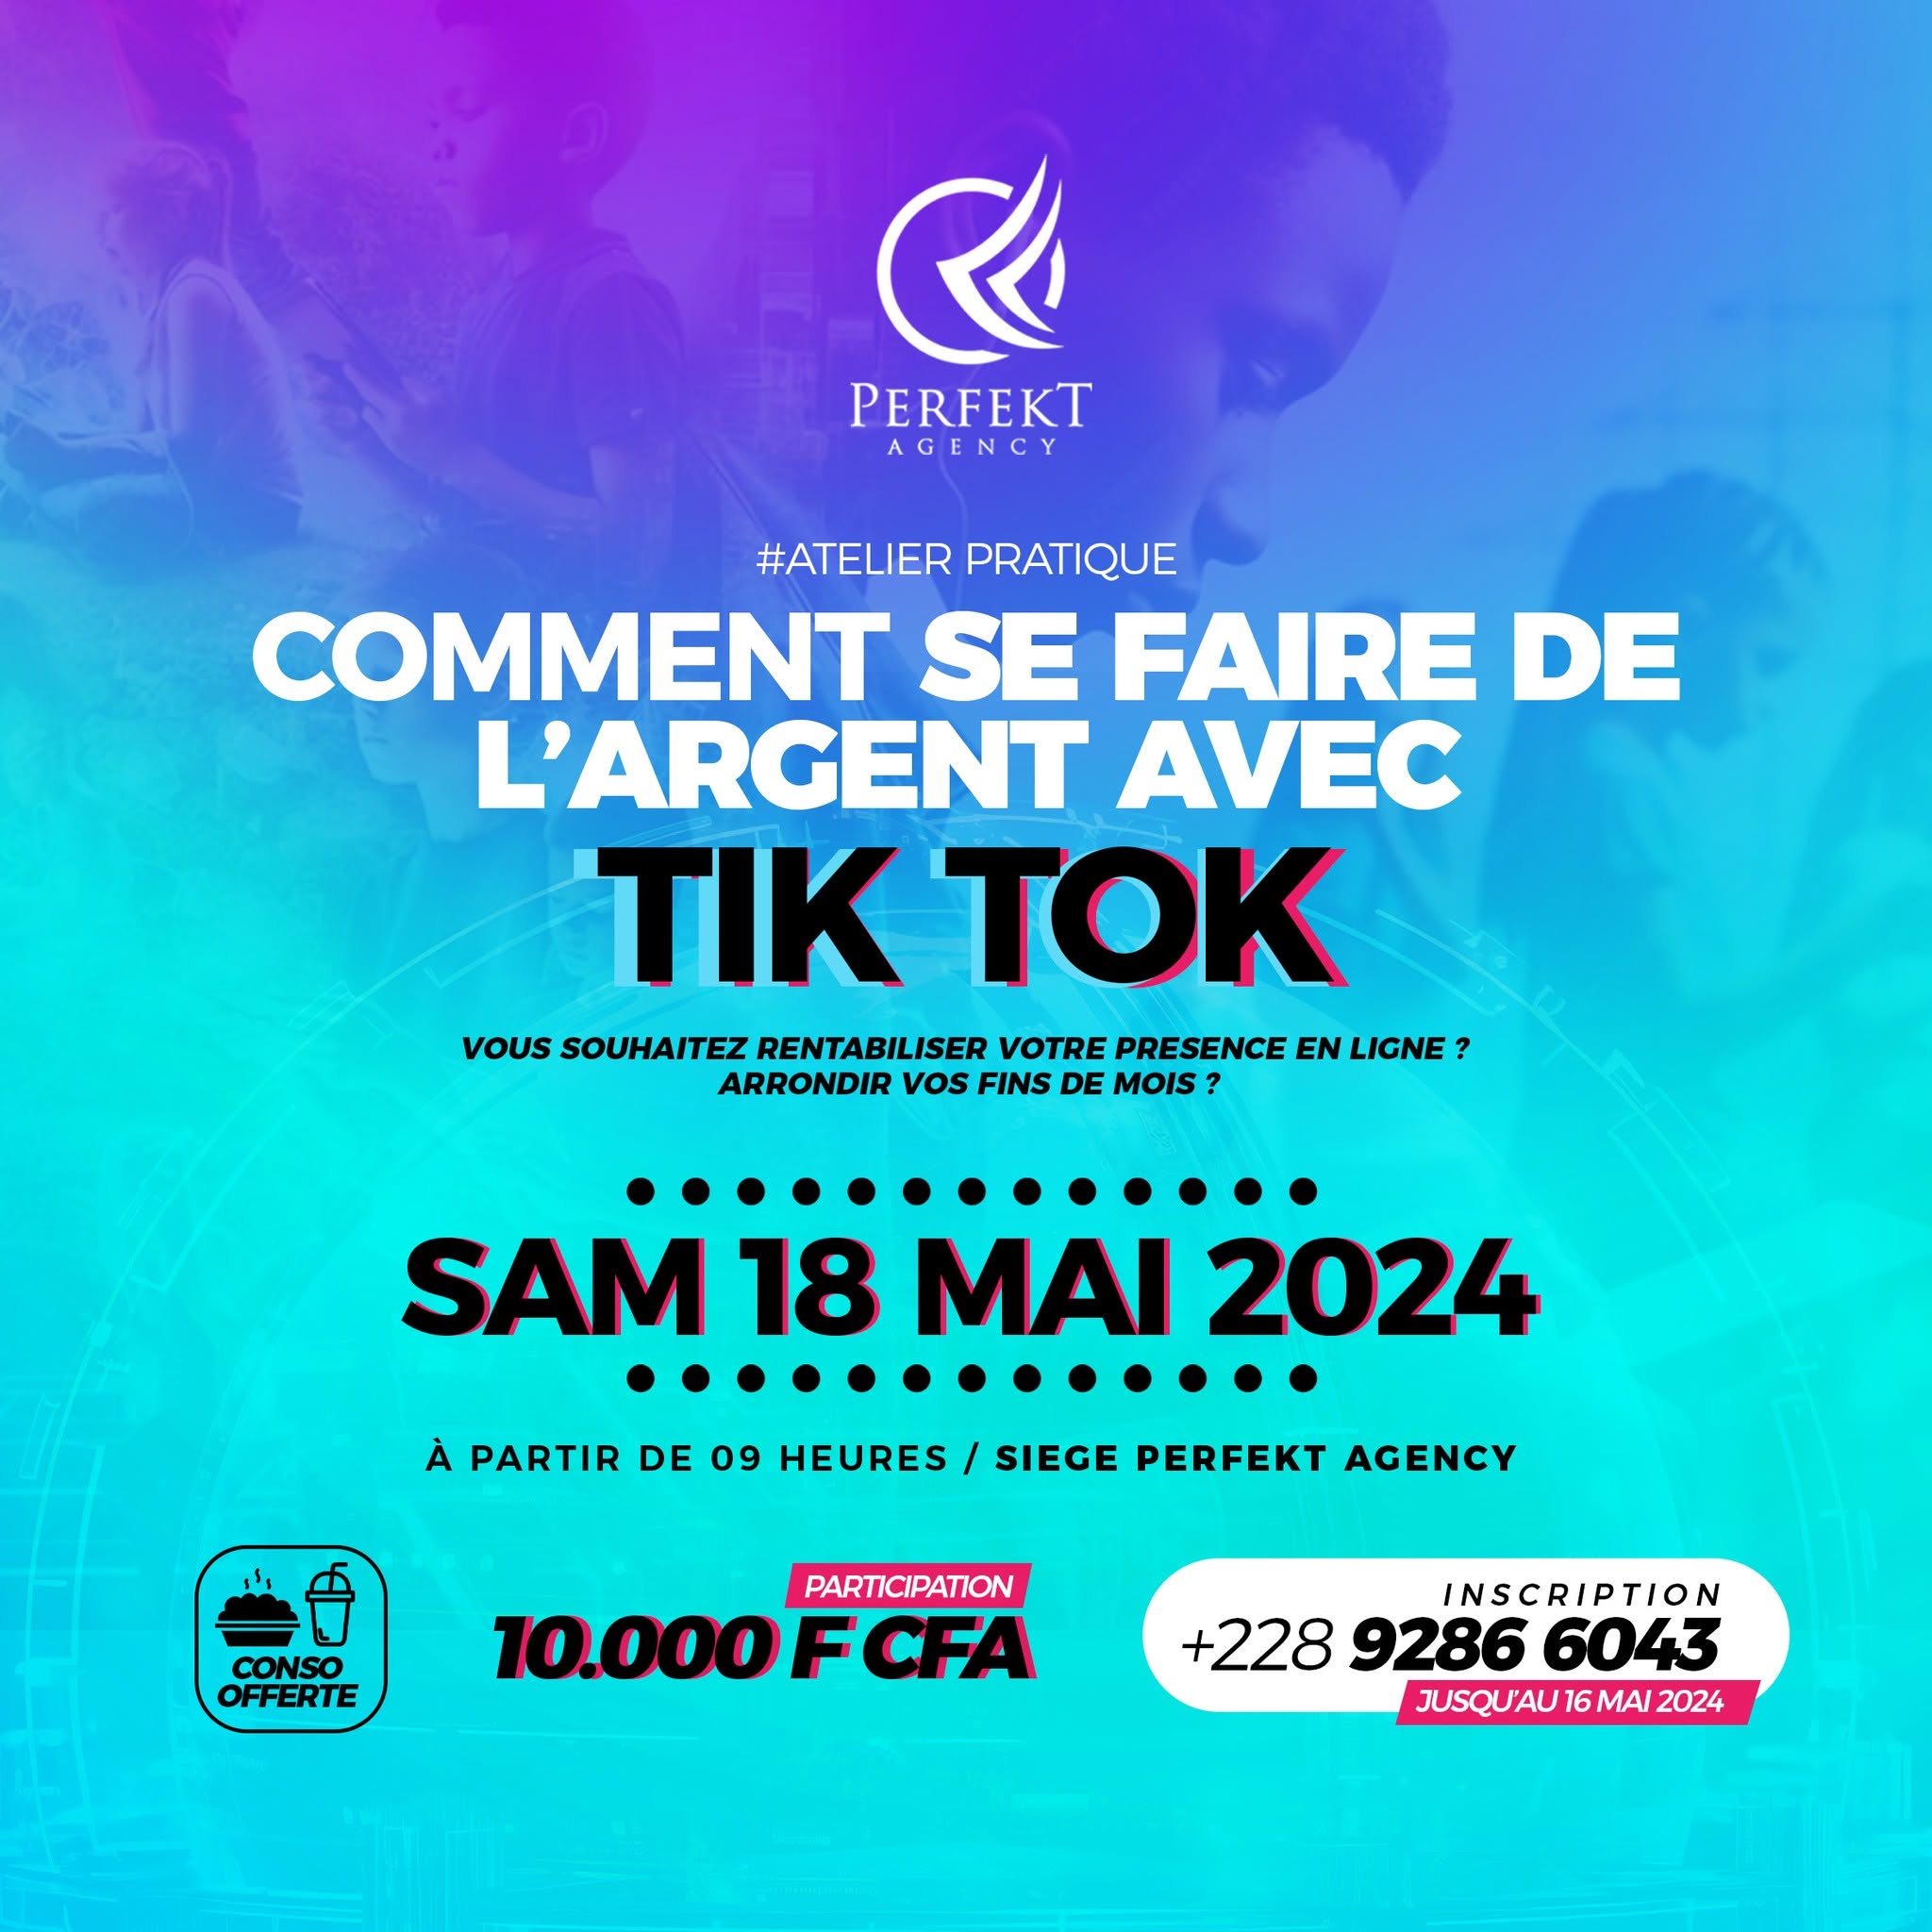 PERFEKT
AGENCY
#ATELIER PRATIQUE
COMMENT SE FAIRE DE
L'ARGENT AVEC
TIK TOK
VOUS SOUHAITEZ RENTABILISER VOTRE PRESENCE EN LIGNE ?
ARRONDIR VOS FINS DE MOIS ?
SAM 18 MAI 2024
À PARTIR DE 09 HEURES / SIEGE PERFEKT AGENCY
CONSO
OFFERTE
PARTICIPATION
10.000 F CFA
INSCRIPTION
+228 9286 6043
JUSQU'AU 16 MAI 2024